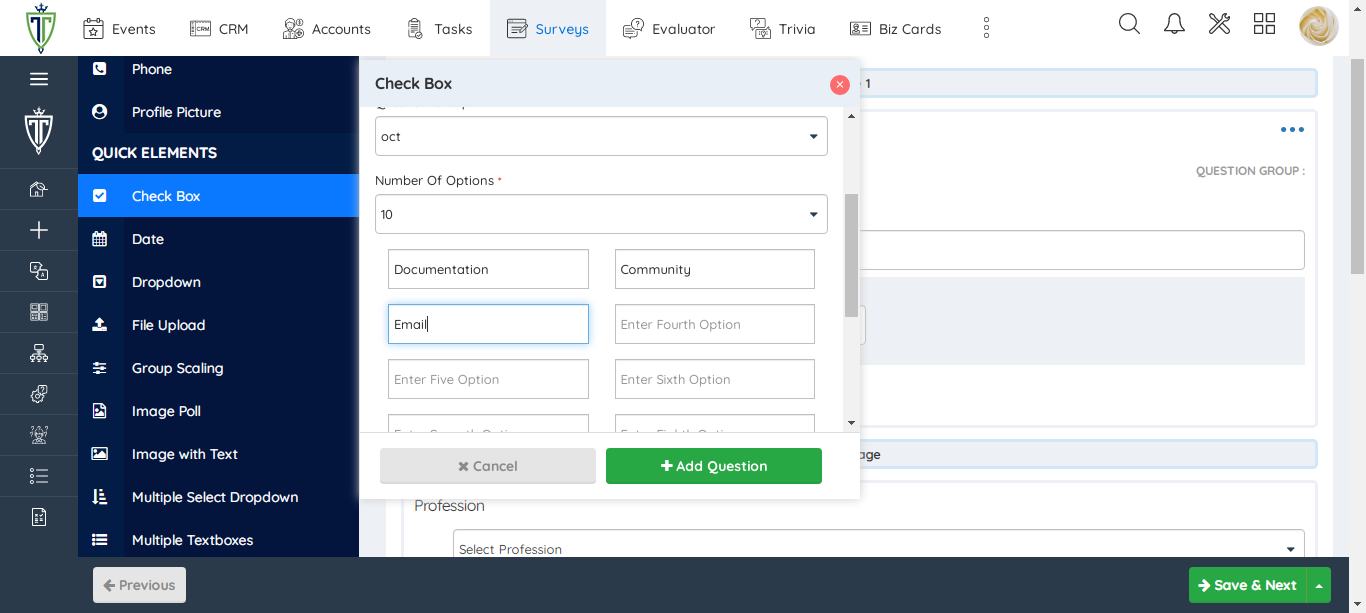 Events
CRM
CRM
Accounts
Tasks
Surveys
Evaluator
Trivia
Biz Cards
Phone
Profile Picture
QUICK ELEMENTS
Check Box
Date
Dropdown
File Upload
Group Scaling
Image Poll
Image with Text
Multiple Select Dropdown
Multiple Textboxes
Check Box
oct
Number Of Options *
10
Documentation
Community
Email
Enter Fourth Option
Enter Five Option
Enter Sixth Option
Cancel
Add Question
1
QUESTION GROUP :
age
Profession
Select Profession
Previous
Save & Next